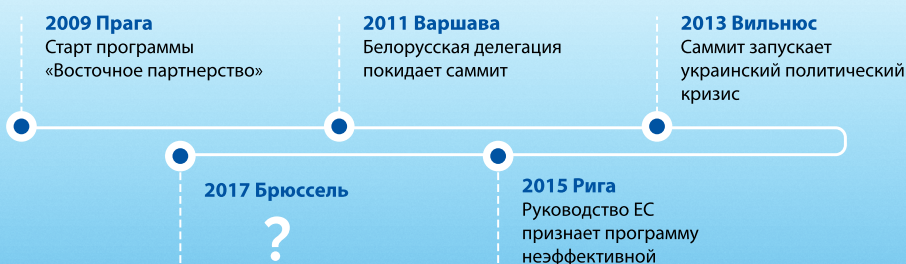 2009 Прага
Старт программы
«Восточное партнерство»
2011 Варшава
Белорусская делегация
покидает саммит
2013 Вильнюс
Саммит запускает
украинский политический
кризис
2015 Рига
Руководство ЕС
признает программу
неэффективной
2017 Брюссель
?